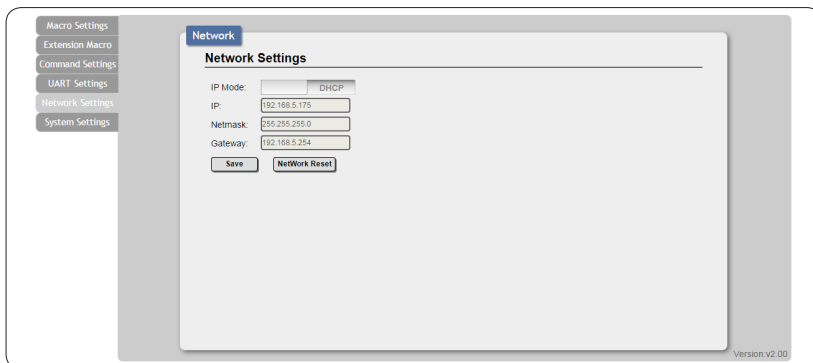 Macro Settings
Extension Macro
Command Settings
UART Settings
Network Settings
System Settings
Network
Network Settings
IP Mode: DHCP
IP: 192.168.5.175
Netmask: 255.255.255.0
Gateway: 192.168.5.254
Save NetWork Reset
Version:v2.00